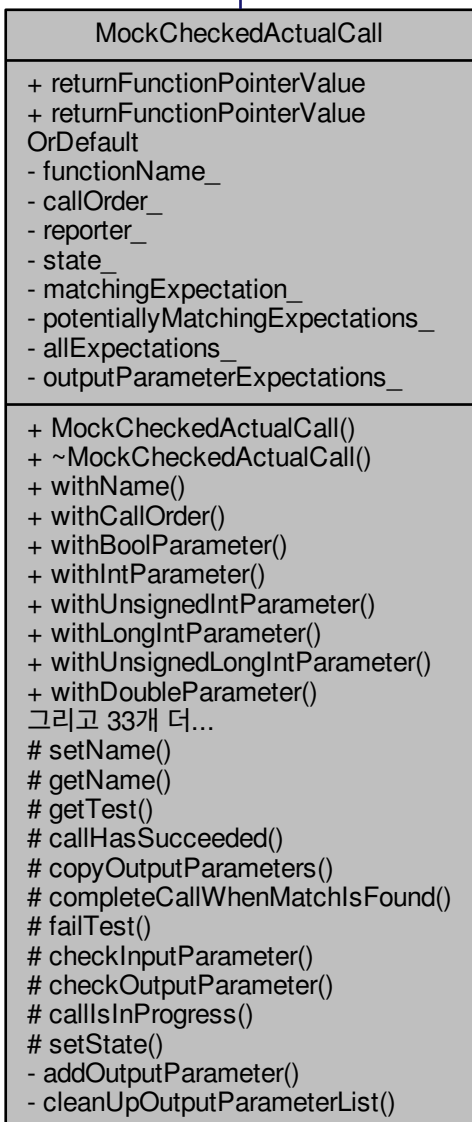 MockCheckedActualCall
+ returnFunctionPointerValue
+ returnFunctionPointerValue
OrDefault
- functionName_
- callOrder_
- reporter_
- state_
- matchingExpectation_
- potentiallyMatchingExpectations_
- allExpectations_
- outputParameterExpectations_
+ MockCheckedActualCall()
+ ~MockCheckedActualCall()
+ withName()
+ withCallOrder()
+ withBoolParameter()
+ withIntParameter()
+ withUnsignedIntParameter()
+ withLongIntParameter()
+ withUnsignedLongIntParameter()
+ withDoubleParameter()
그리고 33개 더...
# setName()
# getName()
# getTest()
# callHasSucceeded()
# copyOutputParameters()
# completeCallWhenMatchIsFound()
# failTest()
# checkInputParameter()
# checkOutputParameter()
# callIsInProgress()
# setState()
- addOutputParameter()
- cleanUpOutputParameterList()